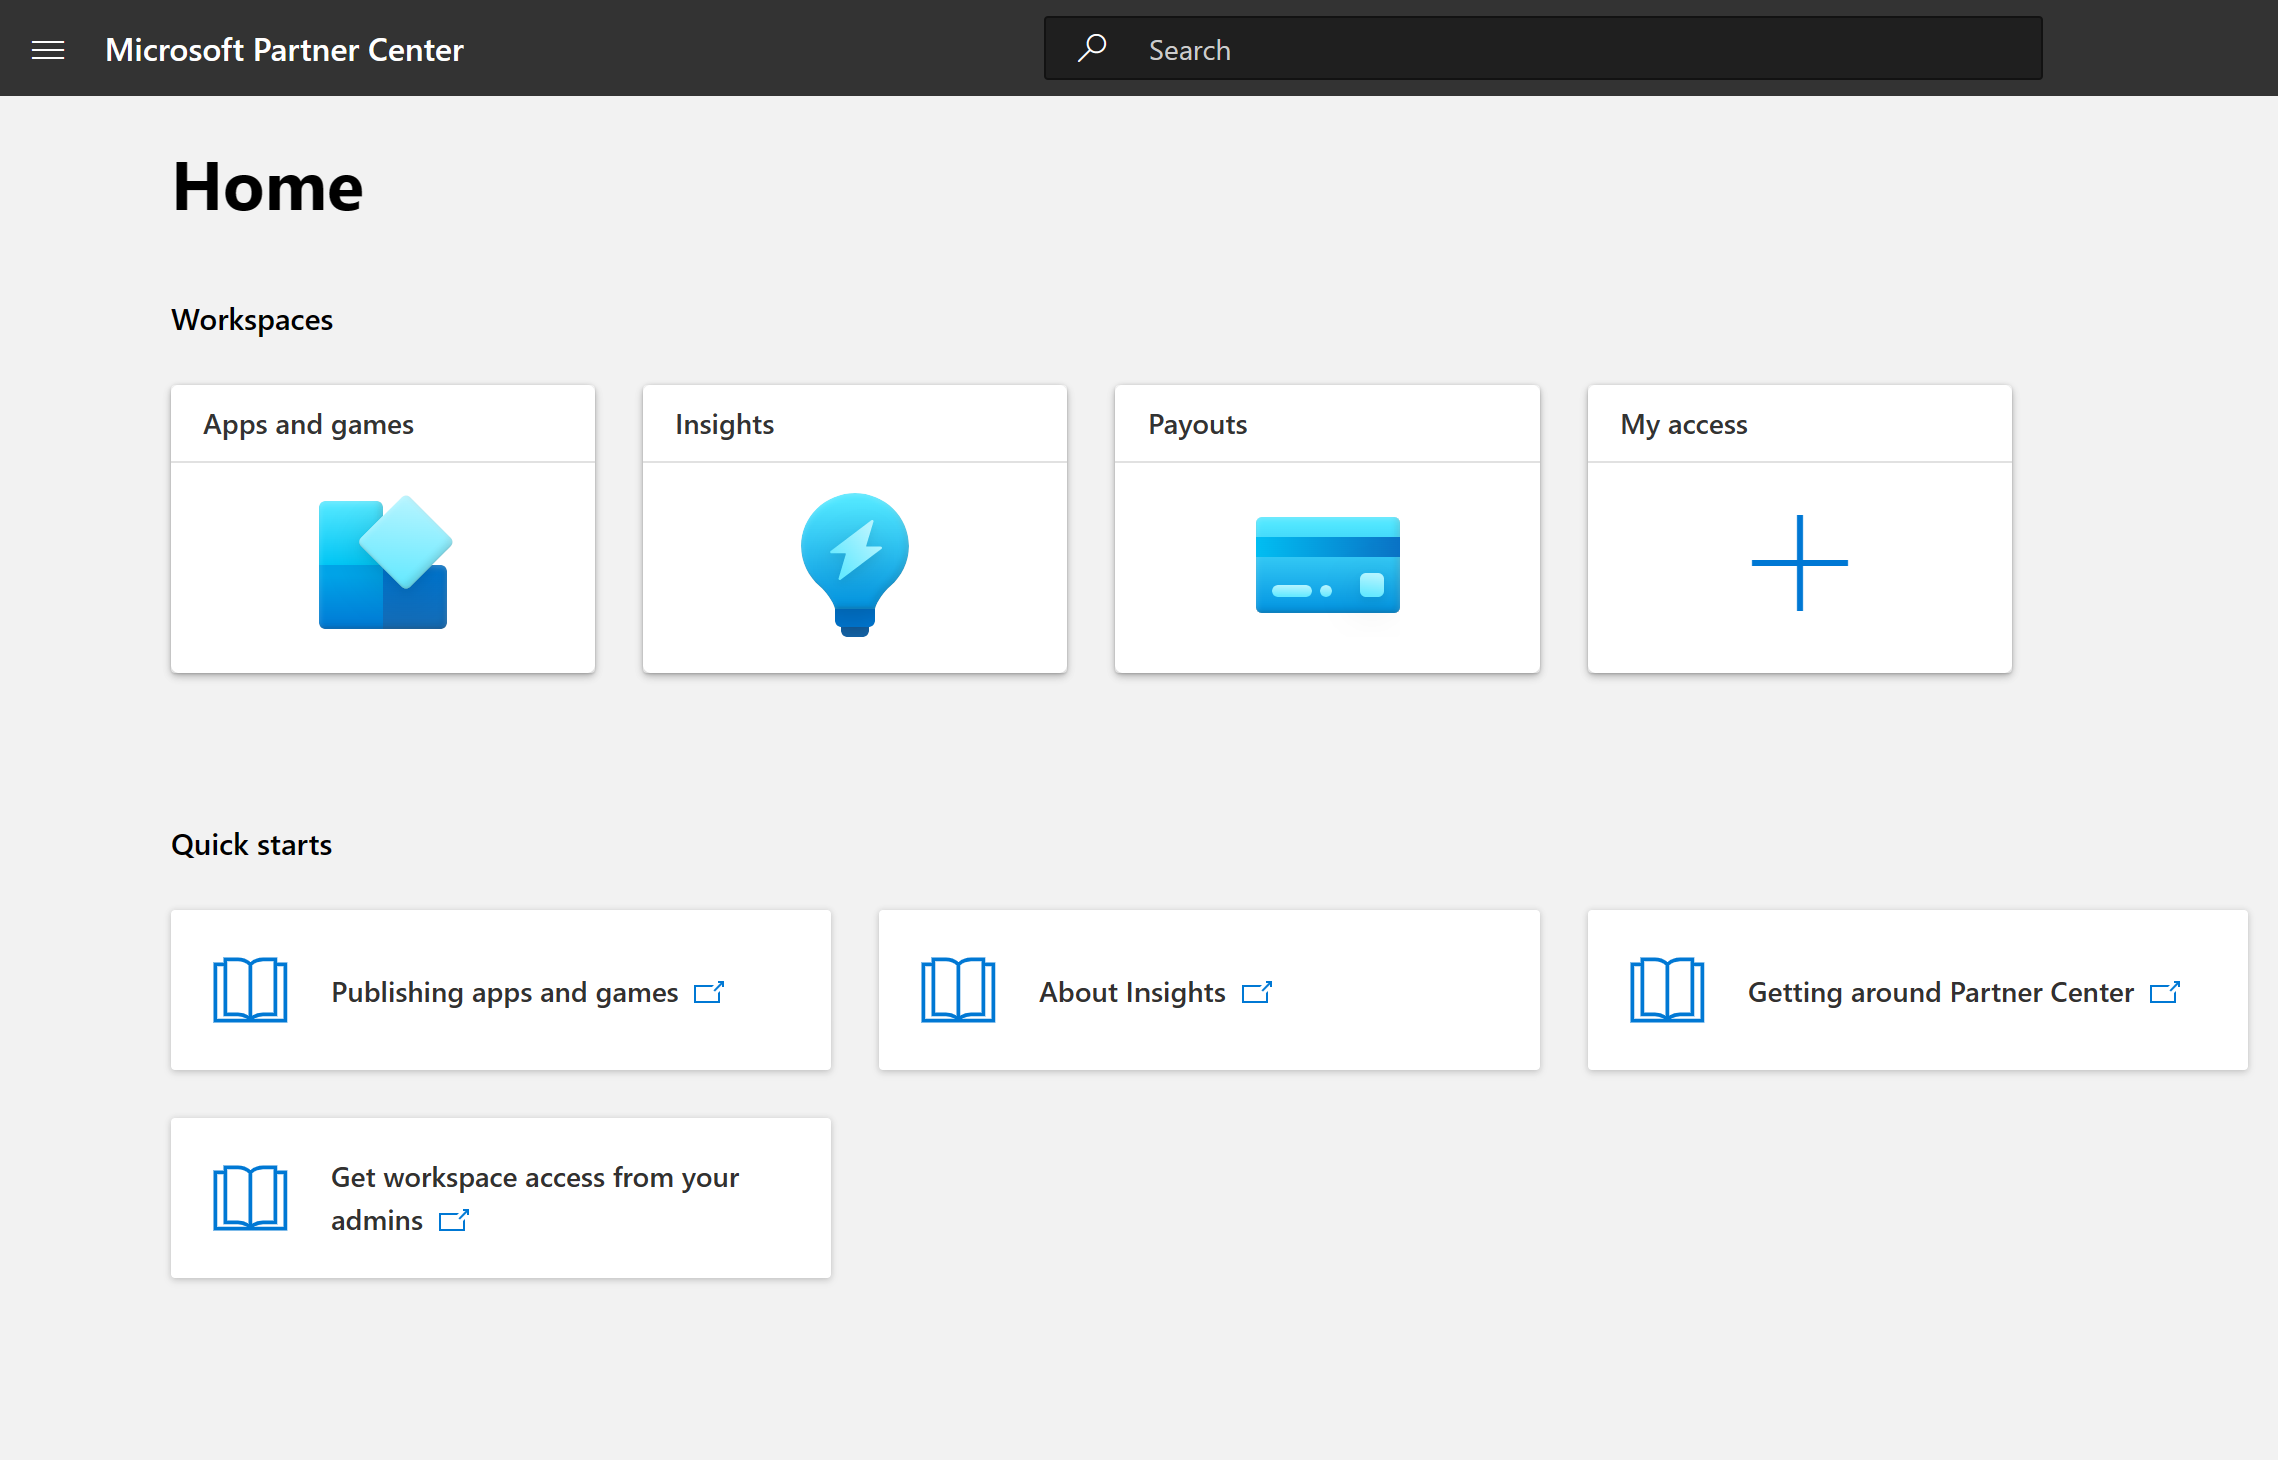 Microsoft Partner Center
Search
Home
Workspaces
Apps and games
Insights
Payouts
My access
Quick starts
Publishing apps and games
About Insights
Getting around Partner Center
Get workspace access from your
admins